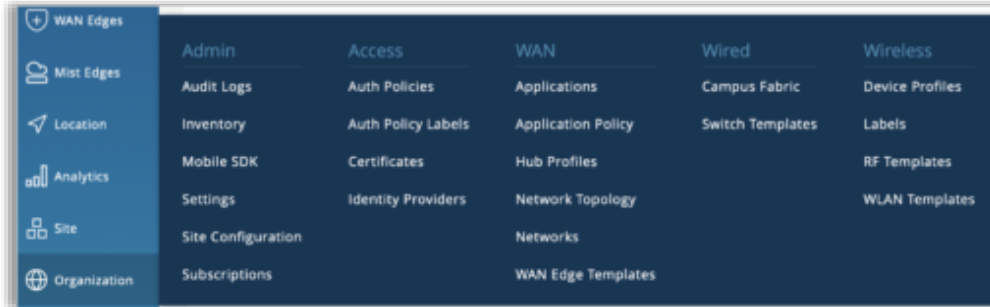 WAN Edges
Mist Edges
Location
Analytics
Site
Organization
Admin
Audit Logs
Inventory
Mobile SDK
Settings
Site Configuration
Subscriptions
Access
Auth Policies
Auth Policy Labels
Certificates
Identity Providers
WAN
Applications
Application Policy
Hub Profiles
Network Topology
Networks
WAN Edge Templates
Wired
Campus Fabric
Switch Templates
Wireless
Device Profiles
Labels
RF Templates
WLAN Templates